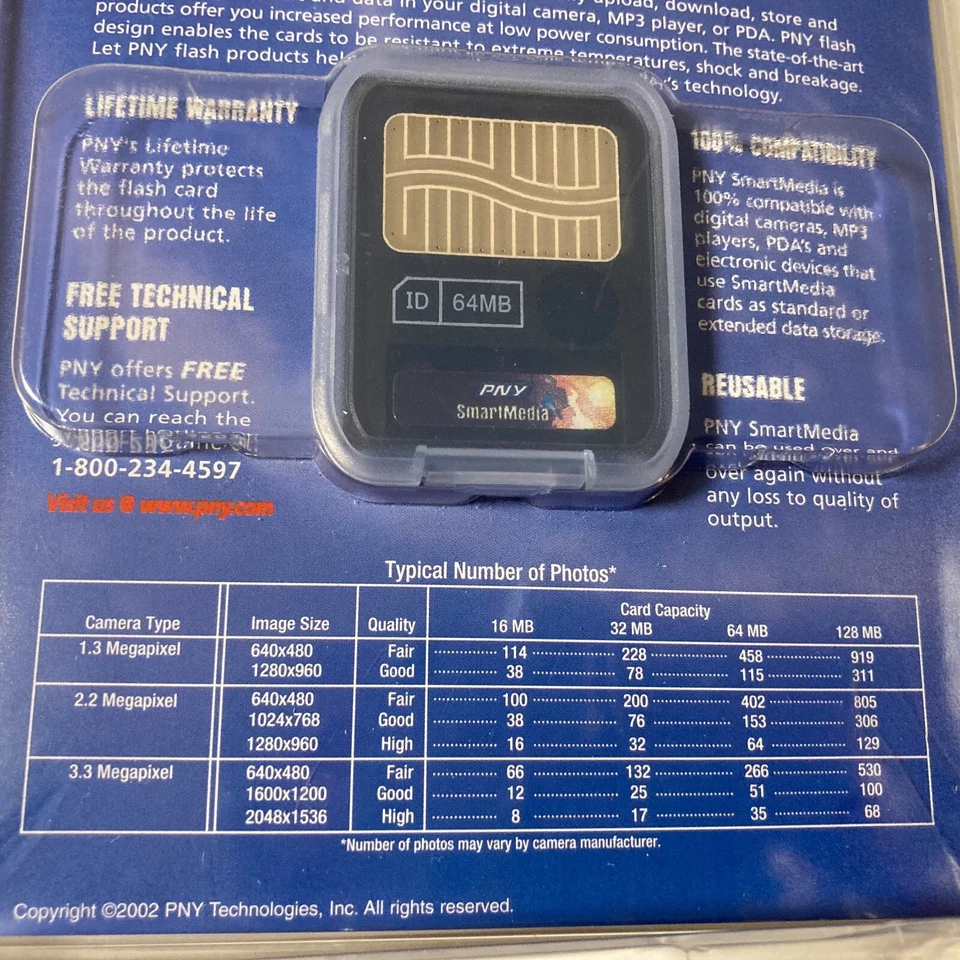 upload, download, store and
data in your digital camera, MP3 player, or PDA. PNY flash
products offer you increased performance at low power consumption. The state-of-the-art
design enables the cards to be resistant to extreme temperatures, shock and breakage.
Let PNY flash products help
technology.
LIFETIME WARRANTY
PNY's Lifetime
Warranty protects
the flash card
throughout the life
of the product.
FREE TECHNICAL
SUPPORT
PNY offers FREE
Technical Support.
You can reach the
1-800-234-4597
Visit us @ www.pny.com
ID 64MB
PNY
SmartMedia
100% COMPATIBILITY
PNY SmartMedia is
100% compatible with
digital cameras, MP3
players, PDA's and
electronic devices that
use SmartMedia
cards as standard or
extended data storage.
REUSABLE
PNY SmartMedia
can be used over and
over again without
any loss to quality of
output.
Typical Number of Photos*
Camera Type Image Size Quality Card Capacity
16 MB 32 MB 64 MB 128 MB
1.3 Megapixel 640x480 Fair 114 228 458 919
1280x960 Good 38 78 115 311
2.2 Megapixel 640x480 Fair 100 200 402 805
1024x768 Good 38 76 153 306
1280x960 High 16 32 64 129
3.3 Megapixel 640x480 Fair 66 132 266 530
1600x1200 Good 12 25 51 100
2048x1536 High 8 17 35 68
*Number of photos may vary by camera manufacturer.
Copyright ©2002 PNY Technologies, Inc. All rights reserved.